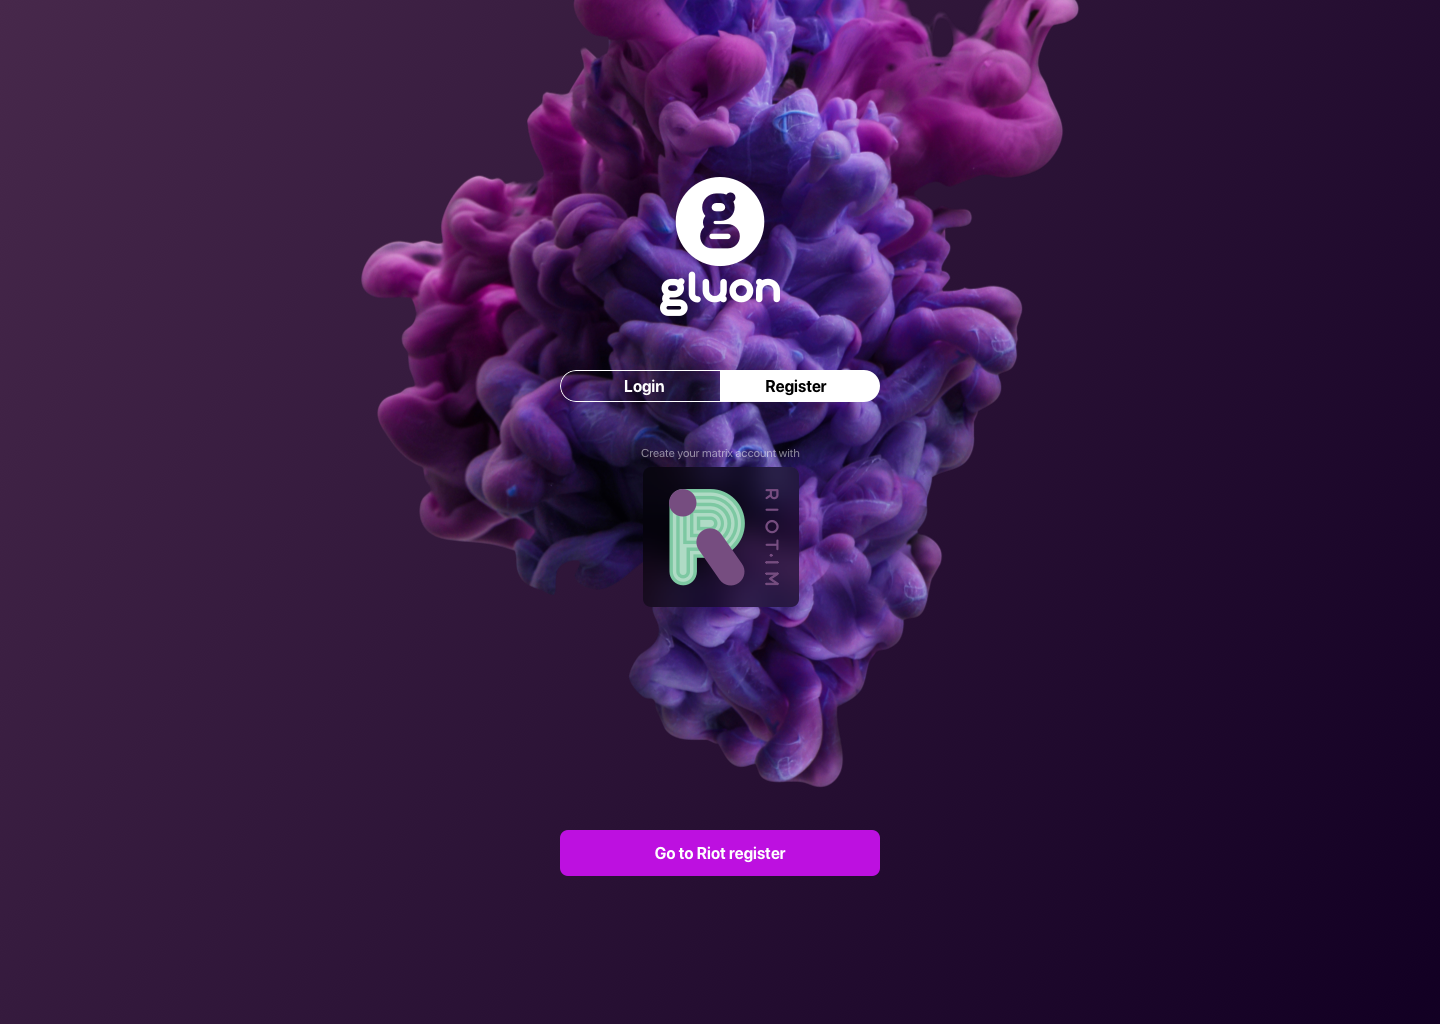 g
gluon
Login
Register
Create your matrix account with
RIOT·IM
Go to Riot register